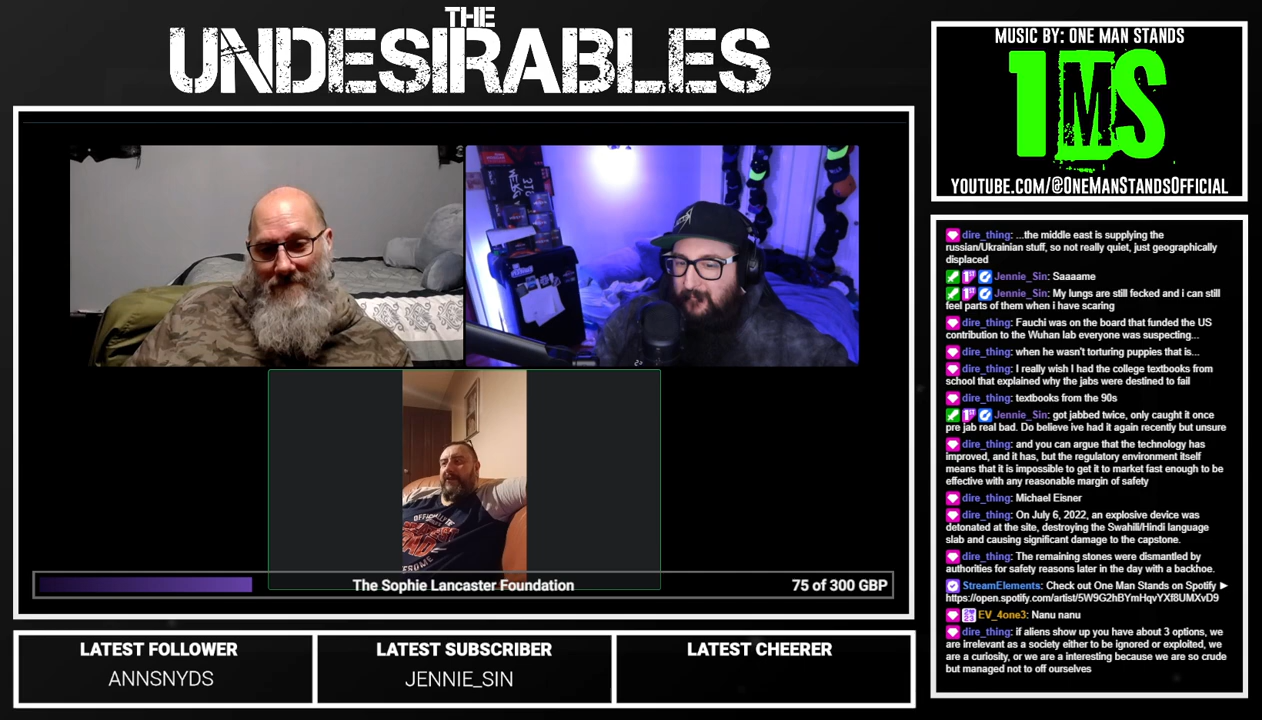 THE
UNDESIRABLES
MUSIC BY: ONE MAN STANDS
1MS
YOUTUBE.COM/@ONEMANSTANDSOFFICIAL
dire_thing: ...the middle east is supplying the
russian/Ukrainian stuff, so not really quiet, just geographically
displaced
Jennie_Sin: Saaaame
Jennie_Sin: My lungs are still fecked and i can still
feel parts of them when i have scaring
dire_thing: Fauchi was on the board that funded the US
contribution to the Wuhan lab everyone was suspecting...
dire_thing: when he wasn't torturing puppies that is...
dire_thing: I really wish I had the college textbooks from
school that explained why the jabs were destined to fail
dire_thing: textbooks from the 90s
Jennie_Sin: got jabbed twice, only caught it once
pre jab real bad. Do believe ive had it again recently but unsure
dire_thing: and you can argue that the technology has
improved, and it has, but the regulatory environment itself
means that it is impossible to get it to market fast enough to be
effective with any reasonable margin of safety
dire_thing: Michael Eisner
dire_thing: On July 6, 2022, an explosive device was
detonated at the site, destroying the Swahili/Hindi language
slab and causing significant damage to the capstone.
dire_thing: The remaining stones were dismantled by
authorities for safety reasons later in the day with a backhoe.
StreamElements: Check out One Man Stands on Spotify ►
https://open.spotify.com/artist/5W9G2hBYmHqvYXf8UMXvD9
EV_4one3: Nanu nanu
dire_thing: if aliens show up you have about 3 options, we
are irrelevant as a society either to be ignored or exploited, we
are a curiosity, or we are a interesting because we are so crude
but managed not to off ourselves
OFFICIALLY
The Sophie Lancaster Foundation
75 of 300 GBP
LATEST FOLLOWER
ANNSNYDS
LATEST SUBSCRIBER
JENNIE_SIN
LATEST CHEERER